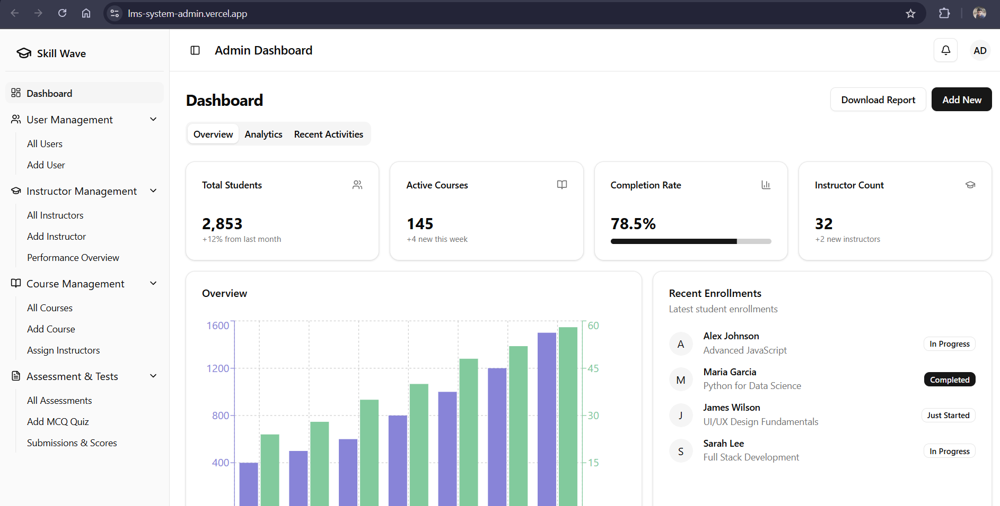 lms-system-admin.vercel.app
Skill Wave
Admin Dashboard
AD
Dashboard
User Management
All Users
Add User
Instructor Management
All Instructors
Add Instructor
Performance Overview
Course Management
All Courses
Add Course
Assign Instructors
Assessment & Tests
All Assessments
Add MCQ Quiz
Submissions & Scores
Dashboard
Download Report
Add New
Overview
Analytics
Recent Activities
Total Students
2,853
+12% from last month
Active Courses
145
+4 new this week
Completion Rate
78.5%
Instructor Count
32
+2 new instructors
Overview
1600
1200
800
400
60
45
30
15
Recent Enrollments
Latest student enrollments
A
Alex Johnson
Advanced JavaScript
In Progress
M
Maria Garcia
Python for Data Science
Completed
J
James Wilson
UI/UX Design Fundamentals
Just Started
S
Sarah Lee
Full Stack Development
In Progress